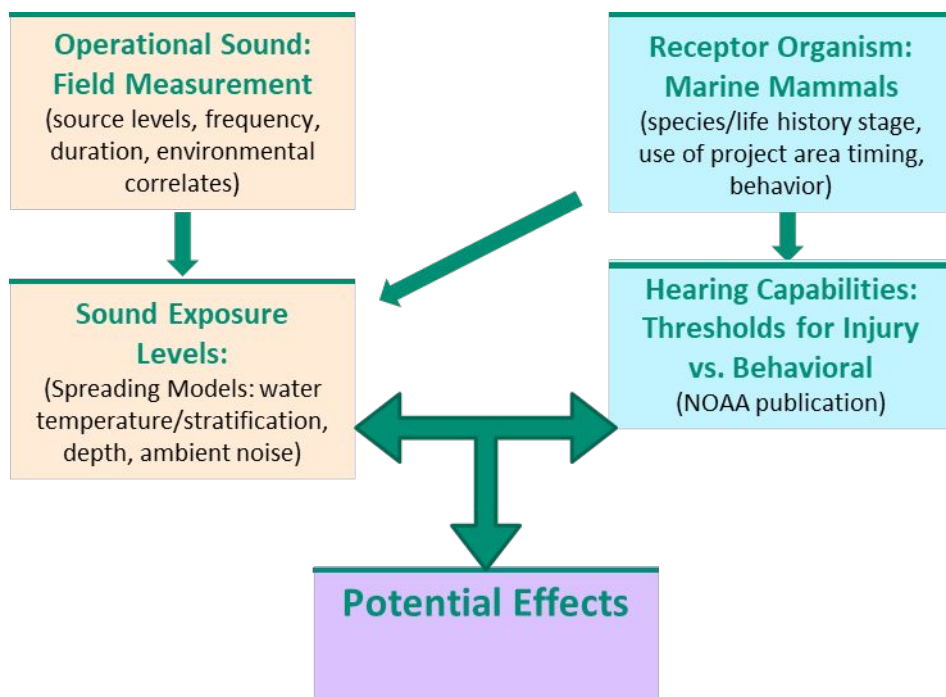 Operational Sound:
Field Measurement
(source levels, frequency,
duration, environmental
correlates)
Receptor Organism:
Marine Mammals
(species/life history stage,
use of project area timing,
behavior)
Sound Exposure
Levels:
(Spreading Models: water
temperature/stratification,
depth, ambient noise)
Hearing Capabilities:
Thresholds for Injury
vs. Behavioral
(NOAA publication)
Potential Effects